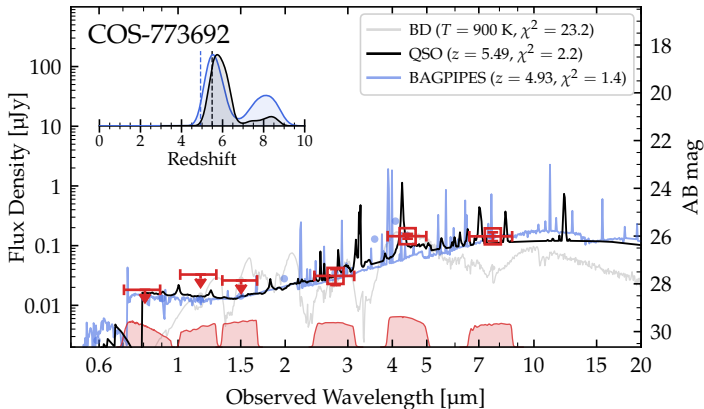 COS-773692
BD (T = 900 K, χ² = 23.2)
QSO (z = 5.49, χ² = 2.2)
BAGPIPES (z = 4.93, χ² = 1.4)
Flux Density [μJy]
100
10
1
0.1
0.01
0 2 4 6 8 10
Redshift
18
20
22
24
26
28
30
AB mag
0.6 1 1.5 2 3 4 5 10 15 20
Observed Wavelength [μm]